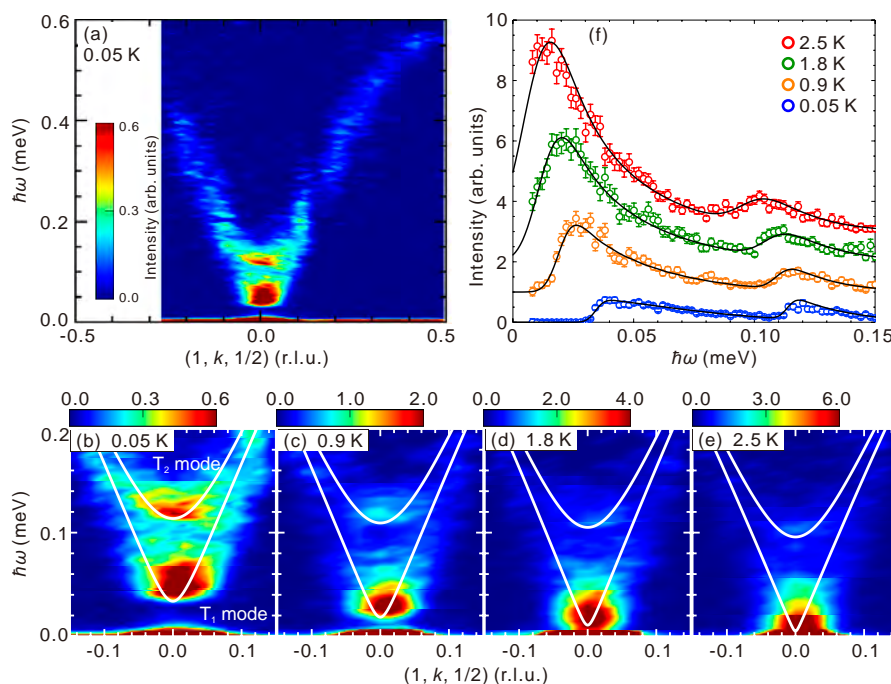 (a)
0.05 K
0.6
0.4
0.2
0.0
ħω (meV)
0.6
0.3
0.0
Intensity (arb. units)
-0.5
0.0
0.5
(1, k, 1/2) (r.l.u.)
(f)
2.5 K
1.8 K
0.9 K
0.05 K
10
8
6
4
2
0
Intensity (arb. units)
0
0.05
0.10
0.15
ħω (meV)
0.0 0.3 0.6
0.0 1.0 2.0
0.0 2.0 4.0
0.0 3.0 6.0
(b) 0.05 K
(c) 0.9 K
(d) 1.8 K
(e) 2.5 K
T2 mode
T1 mode
0.2
0.1
0.0
ħω (meV)
-0.1 0.0 0.1
-0.1 0.0 0.1
-0.1 0.0 0.1
-0.1 0.0 0.1
(1, k, 1/2) (r.l.u.)